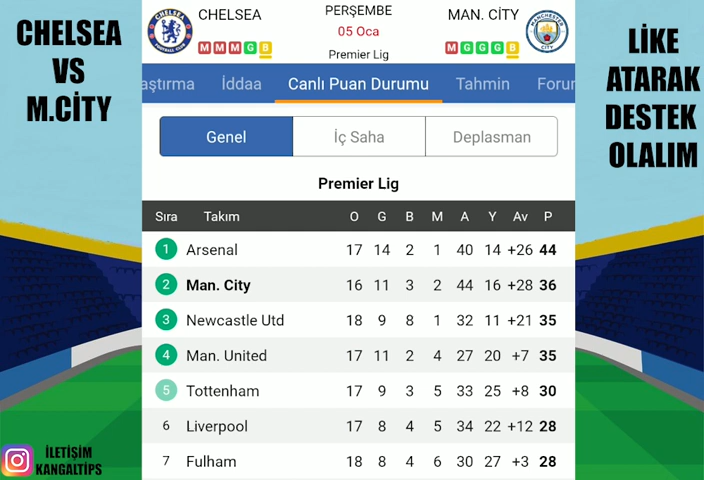 CHELSEA
VS
M.CİTY
CHELSEA
M M M G B
PERŞEMBE
05 Oca
Premier Lig
MAN. CİTY
M G G G B
MANCHESTER
CITY
LİKE
ATARAK
DESTEK
OLALIM
aştırma İddaa Canlı Puan Durumu Tahmin Forum
Genel İç Saha Deplasman
Premier Lig
Sıra Takım O G B M A Y Av P
1 Arsenal 17 14 2 1 40 14 +26 44
2 Man. City 16 11 3 2 44 16 +28 36
3 Newcastle Utd 18 9 8 1 32 11 +21 35
4 Man. United 17 11 2 4 27 20 +7 35
5 Tottenham 17 9 3 5 33 25 +8 30
6 Liverpool 17 8 4 5 34 22 +12 28
7 Fulham 18 8 4 6 30 27 +3 28
İLETİŞİM
KANGALTİPS